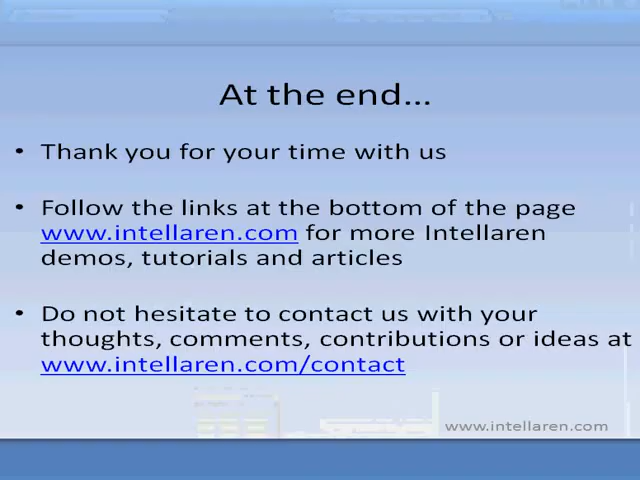 At the end...
• Thank you for your time with us
• Follow the links at the bottom of the page
www.intellaren.com for more Intellaren
demos, tutorials and articles
• Do not hesitate to contact us with your
thoughts, comments, contributions or ideas at
www.intellaren.com/contact
www.intellaren.com